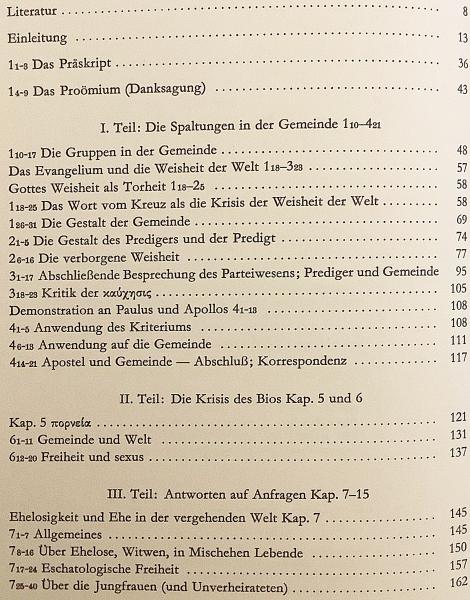 Literatur 8
Einleitung 13
11-3 Das Präskript 36
14-9 Das Proömium (Danksagung) 43
I. Teil: Die Spaltungen in der Gemeinde 110–421
110-17 Die Gruppen in der Gemeinde 48
Das Evangelium und die Weisheit der Welt 118–323 57
Gottes Weisheit als Torheit 118–25 58
118-25 Das Wort vom Kreuz als die Krisis der Weisheit der Welt 58
126-31 Die Gestalt der Gemeinde 69
21-5 Die Gestalt des Predigers und der Predigt 74
26-16 Die verborgene Weisheit 77
31-17 Abschließende Besprechung des Parteiwesens; Prediger und Gemeinde 95
318-23 Kritik der καύχησις 105
Demonstration an Paulus und Apollos 41-13 108
41-5 Anwendung des Kriteriums 108
46-13 Anwendung auf die Gemeinde 111
414-21 Apostel und Gemeinde — Abschluß; Korrespondenz 117
II. Teil: Die Krisis des Bios Kap. 5 und 6
Kap. 5 πορνεία 121
61-11 Gemeinde und Welt 131
612-20 Freiheit und sexus 137
III. Teil: Antworten auf Anfragen Kap. 7–15
Ehelosigkeit und Ehe in der vergehenden Welt Kap. 7 145
71-7 Allgemeines 145
78-16 Über Ehelose, Witwen, in Mischehen Lebende 150
717-24 Eschatologische Freiheit 157
725-40 Über die Jungfrauen (und Unverheirateten) 162